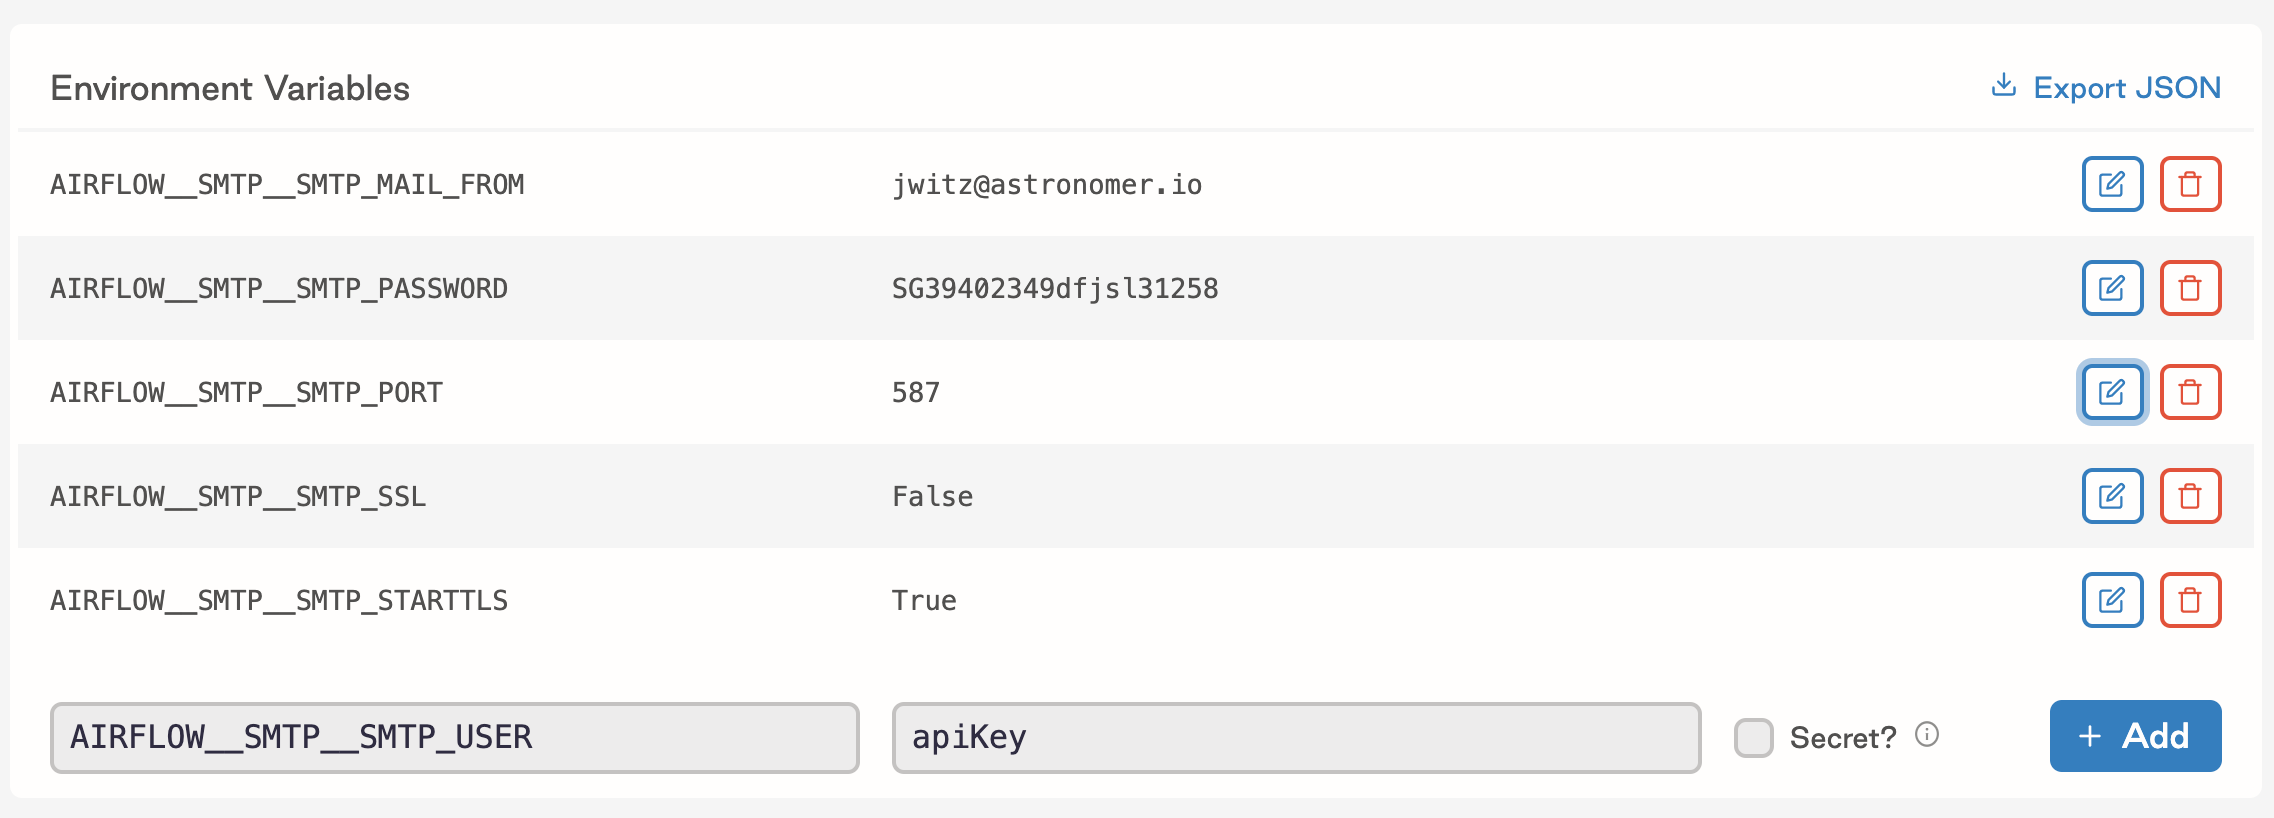 Environment Variables
Export JSON
AIRFLOW__SMTP__SMTP_MAIL_FROM jwitz@astronomer.io
AIRFLOW__SMTP__SMTP_PASSWORD SG39402349dfjsl31258
AIRFLOW__SMTP__SMTP_PORT 587
AIRFLOW__SMTP__SMTP_SSL False
AIRFLOW__SMTP__SMTP_STARTTLS True
AIRFLOW__SMTP__SMTP_USER apiKey Secret? + Add